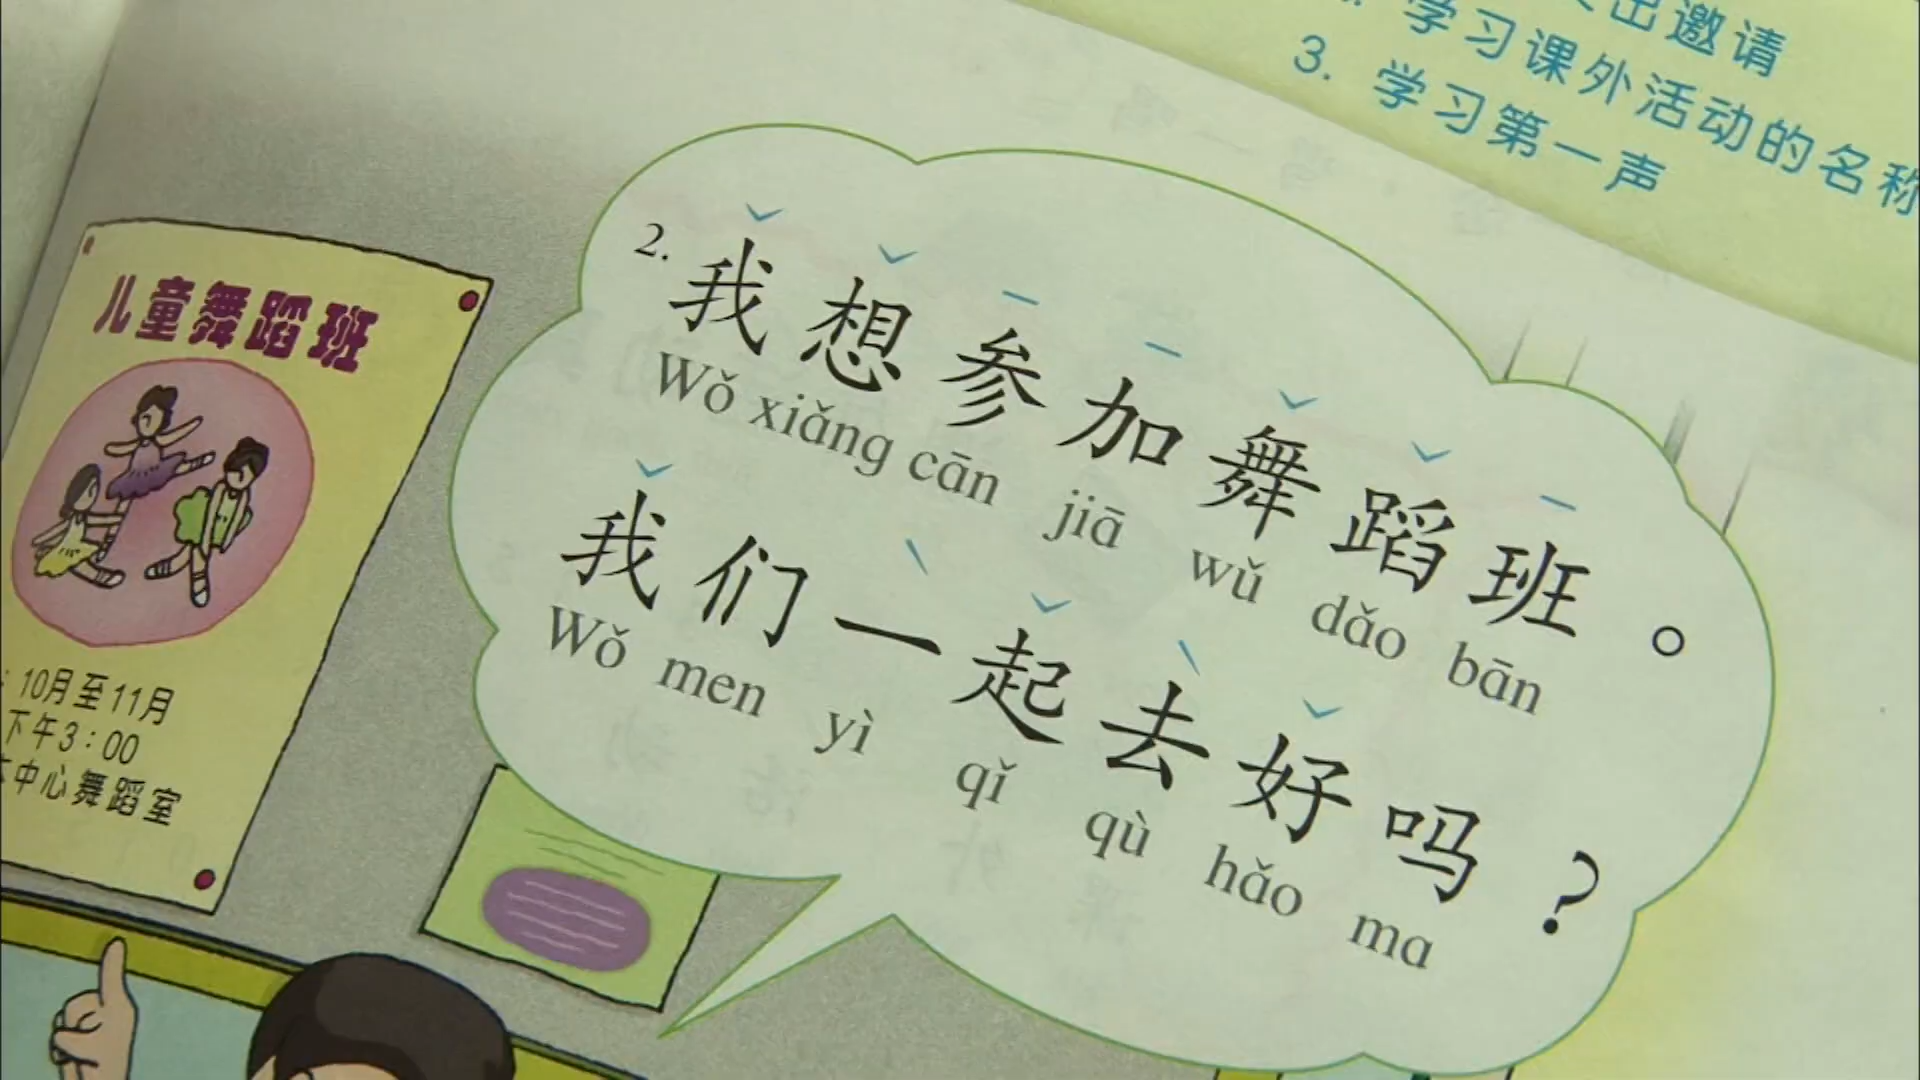 出邀请
学习课外活动的名称
3. 学习第一声
儿童舞蹈班
10月至11月
下午3：00
中心舞蹈室
2. 我想参加舞蹈班。
Wǒ xiǎng cān jiā wǔ dǎo bān
我们一起去好吗？
Wǒ men yì qǐ qù hǎo ma